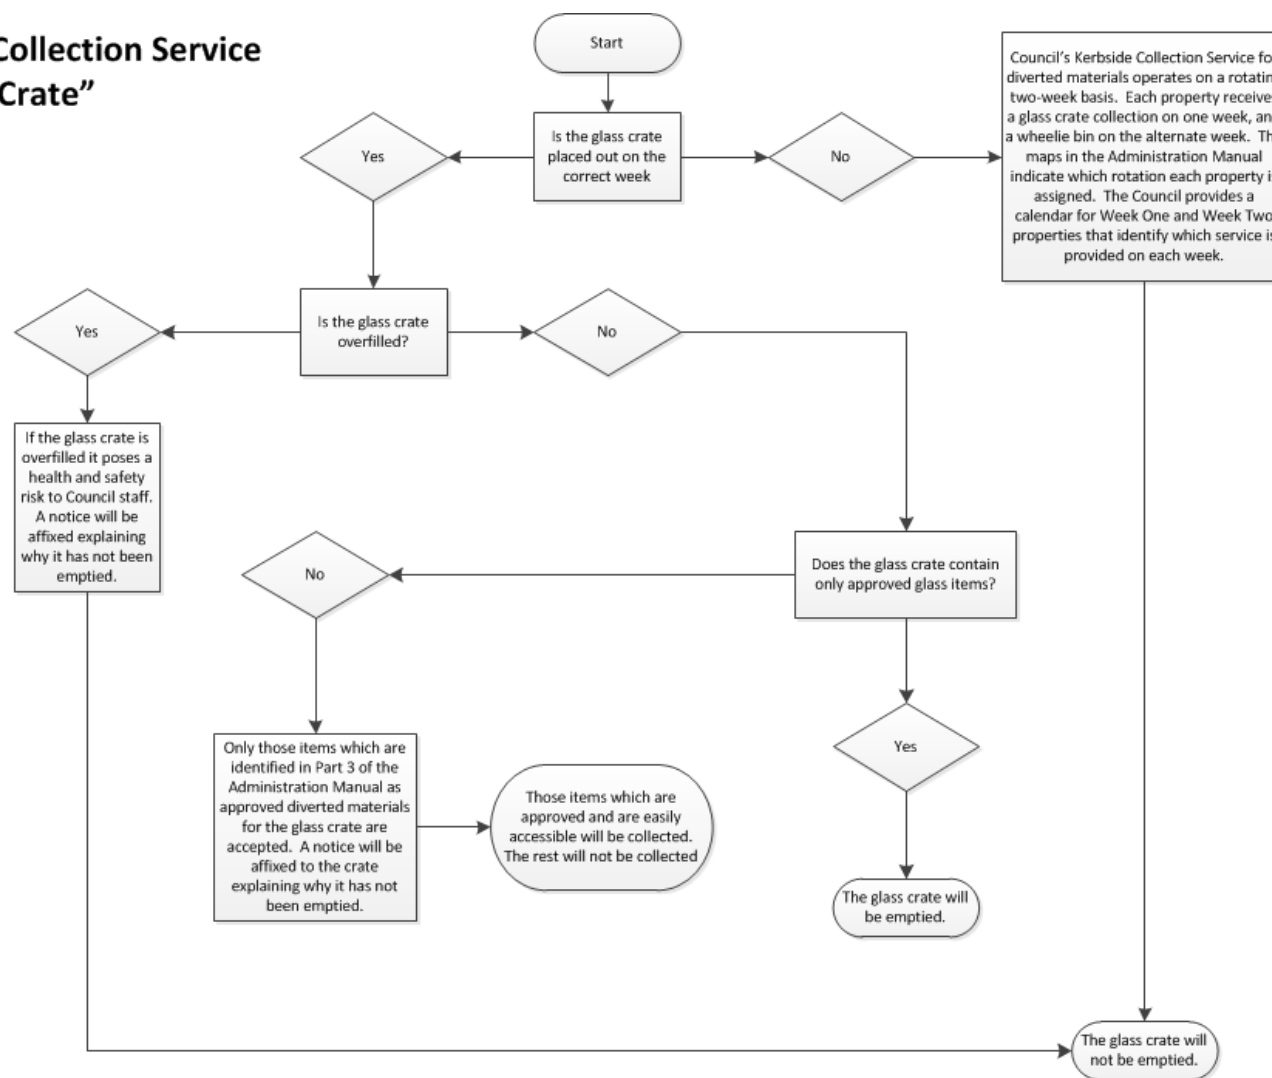 Collection Service
Crate”
Start
Is the glass crate
placed out on the
correct week
Yes
No
Council's Kerbside Collection Service fo
diverted materials operates on a rotatin
two-week basis. Each property receive
a glass crate collection on one week, an
a wheelie bin on the alternate week. Th
maps in the Administration Manual
indicate which rotation each property i
assigned. The Council provides a
calendar for Week One and Week Two
properties that identify which service is
provided on each week.
Yes
Is the glass crate
overfilled?
No
If the glass crate is
overfilled it poses a
health and safety
risk to Council staff.
A notice will be
affixed explaining
why it has not been
emptied.
No
Does the glass crate contain
only approved glass items?
Yes
Only those items which are
identified in Part 3 of the
Administration Manual as
approved diverted materials
for the glass crate are
accepted. A notice will be
affixed to the crate
explaining why it has not
been emptied.
Those items which are
approved and are easily
accessible will be collected.
The rest will not be collected
The glass crate will
be emptied.
The glass crate will
not be emptied.